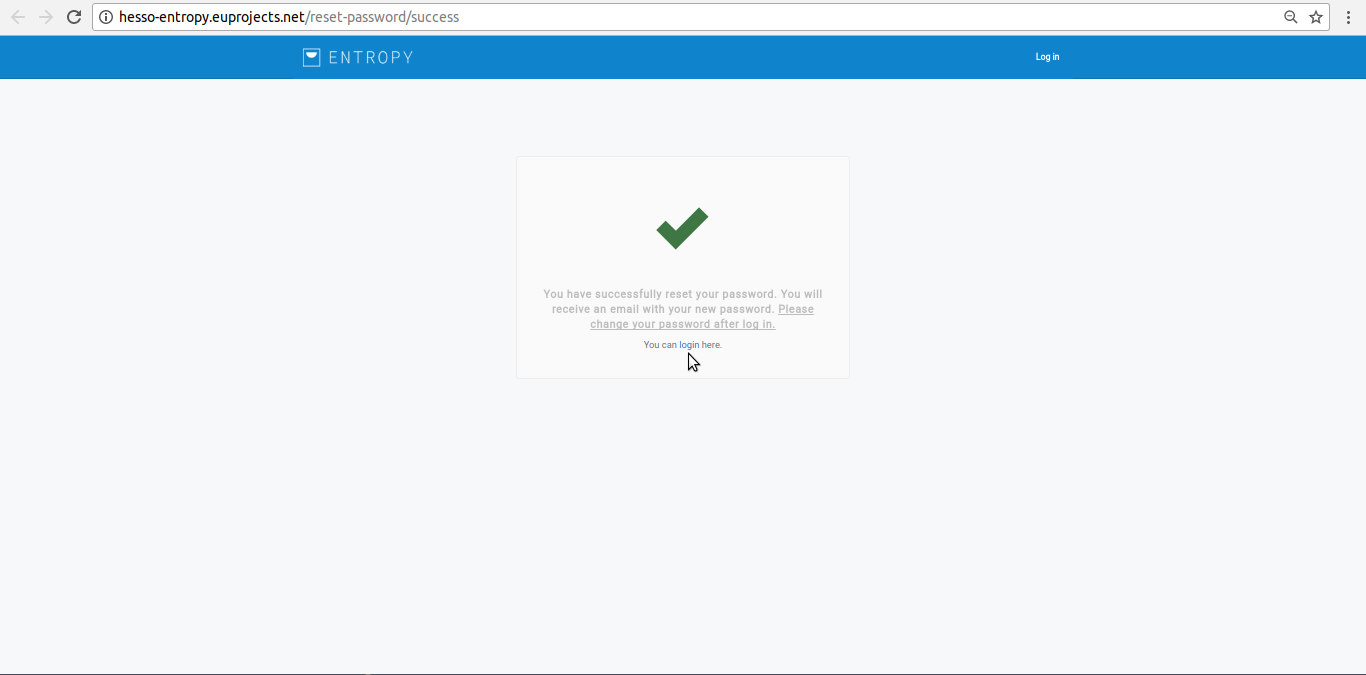 hesso-entropy.euprojects.net/reset-password/success
ENTROPY
Log in
You have successfully reset your password. You will
receive an email with your new password. Please
change your password after log in.
You can login here.